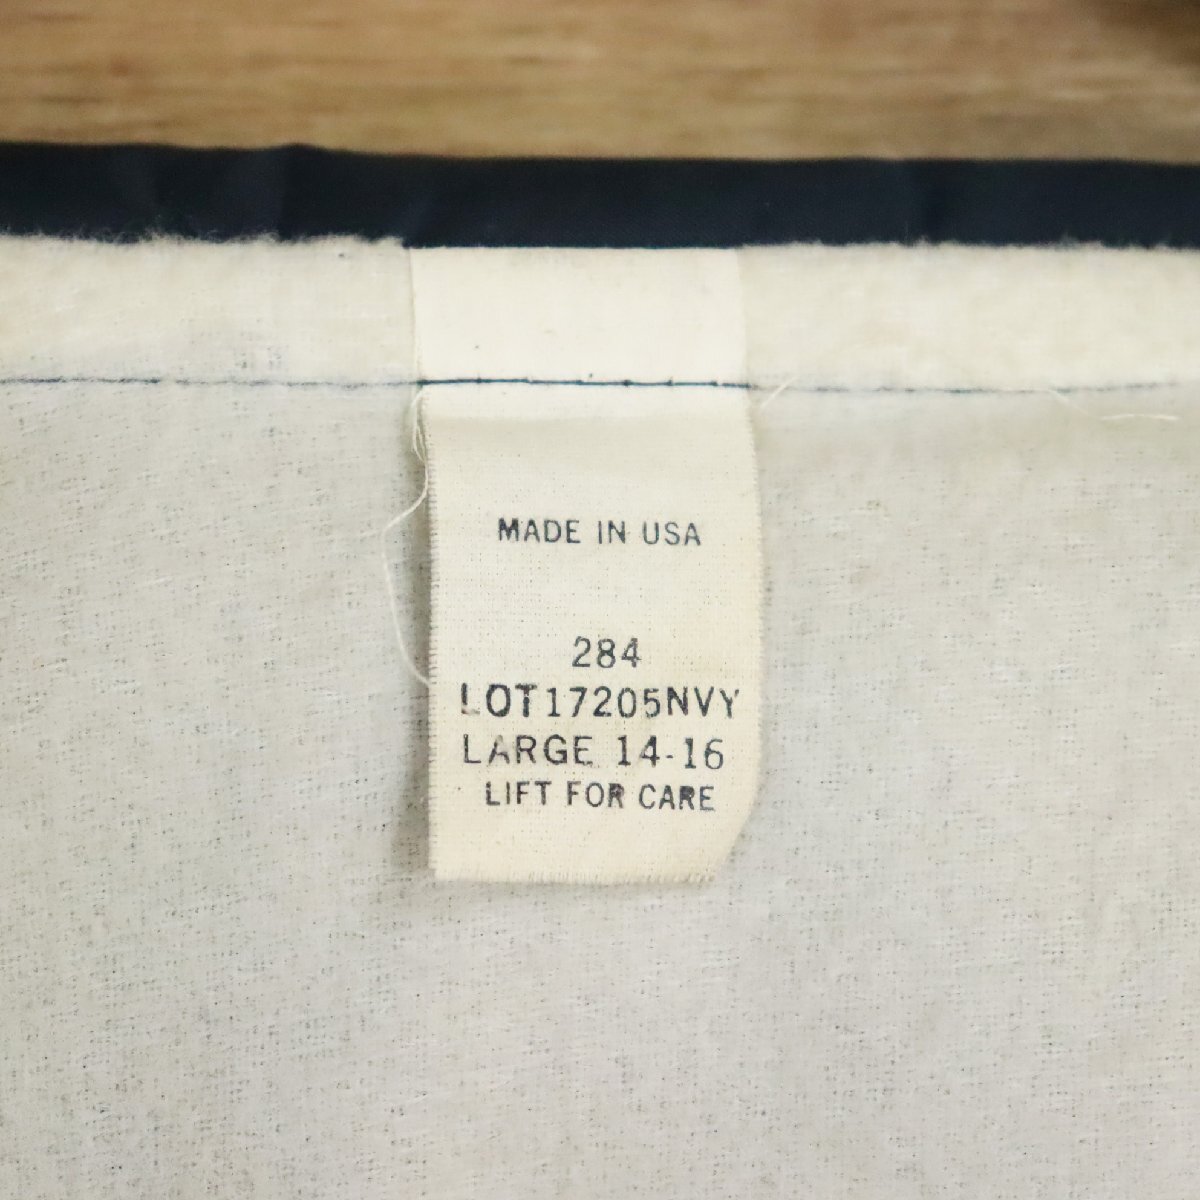 MADE IN USA
284
LOT17205NVY
LARGE 14-16
LIFT FOR CARE